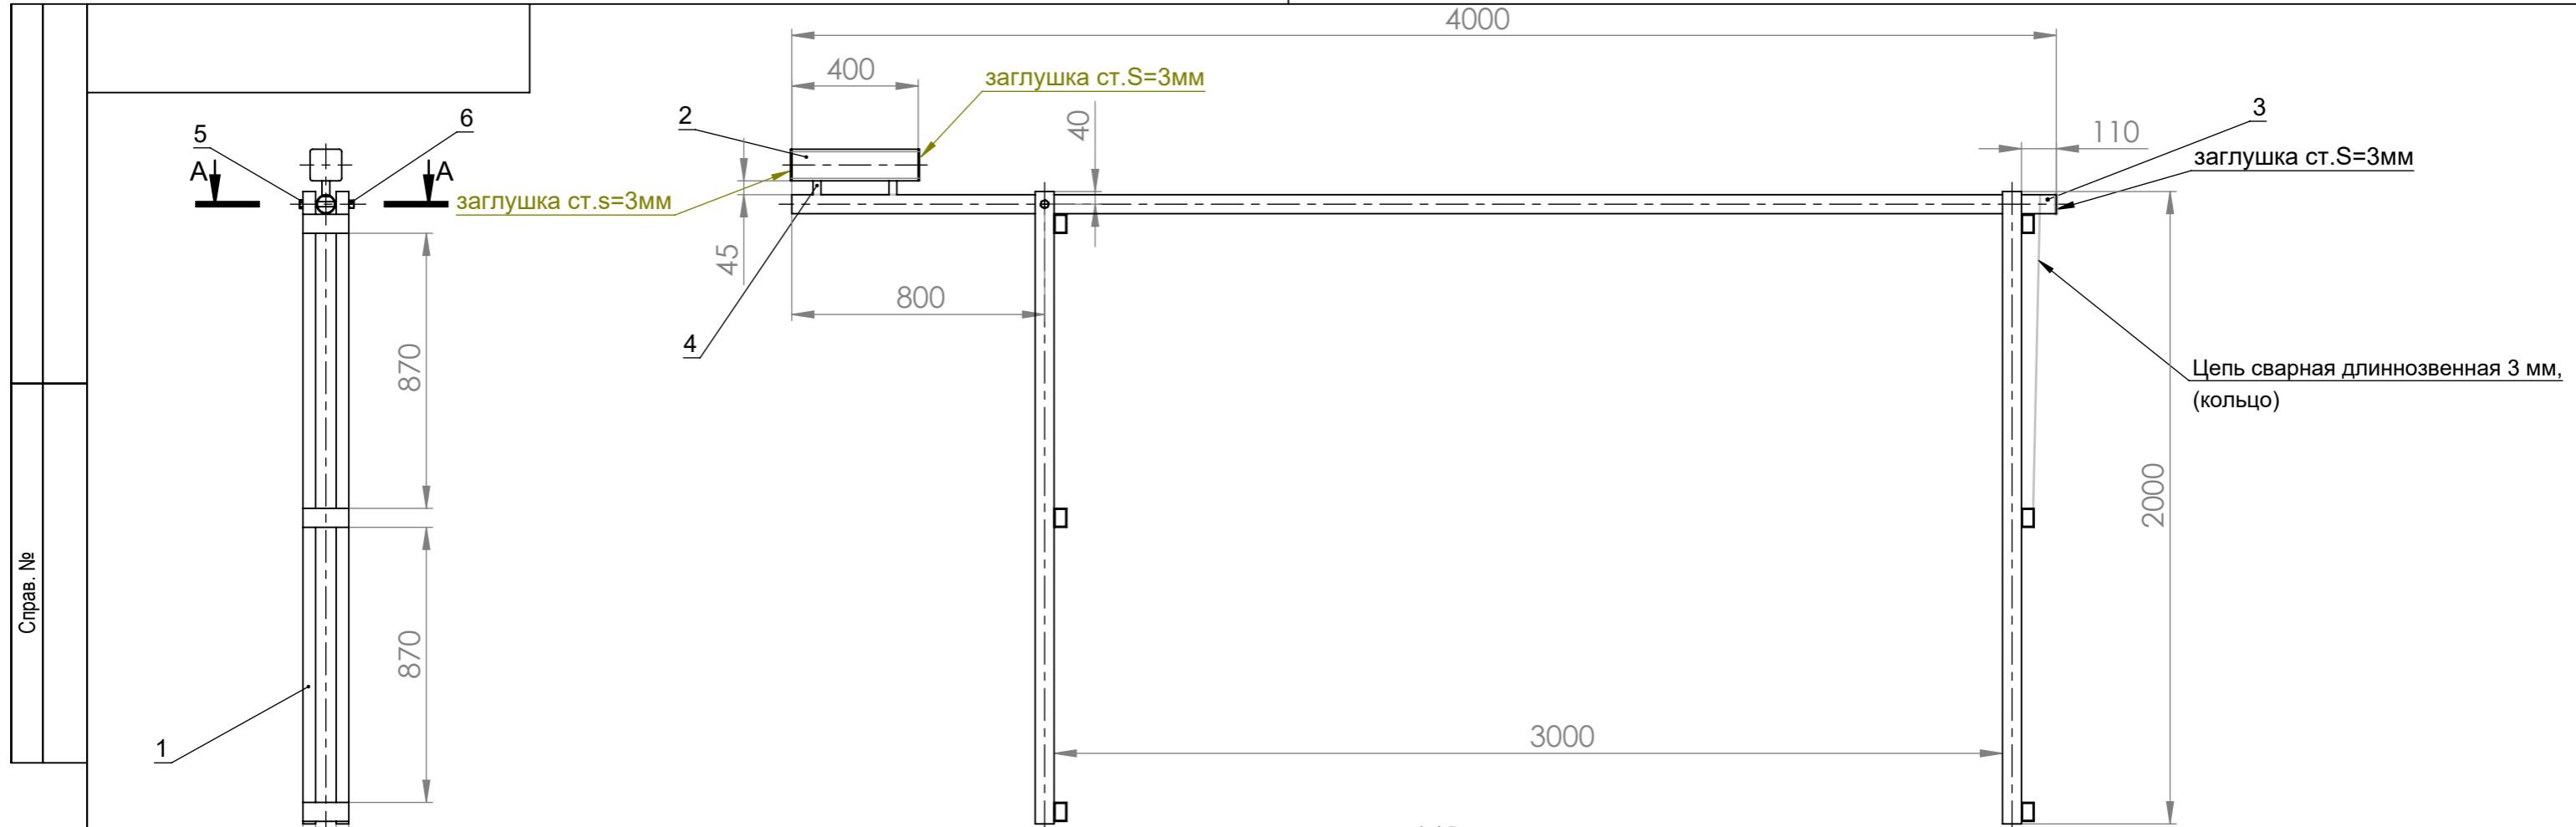 4000
400
заглушка ст.S=3мм
2
40
3
110
5
6
А
А
заглушка ст.S=3мм
заглушка ст.s=3мм
45
800
4
870
Цепь сварная длиннозвенная 3 мм,
(кольцо)
2000
Справ. №
870
1
3000